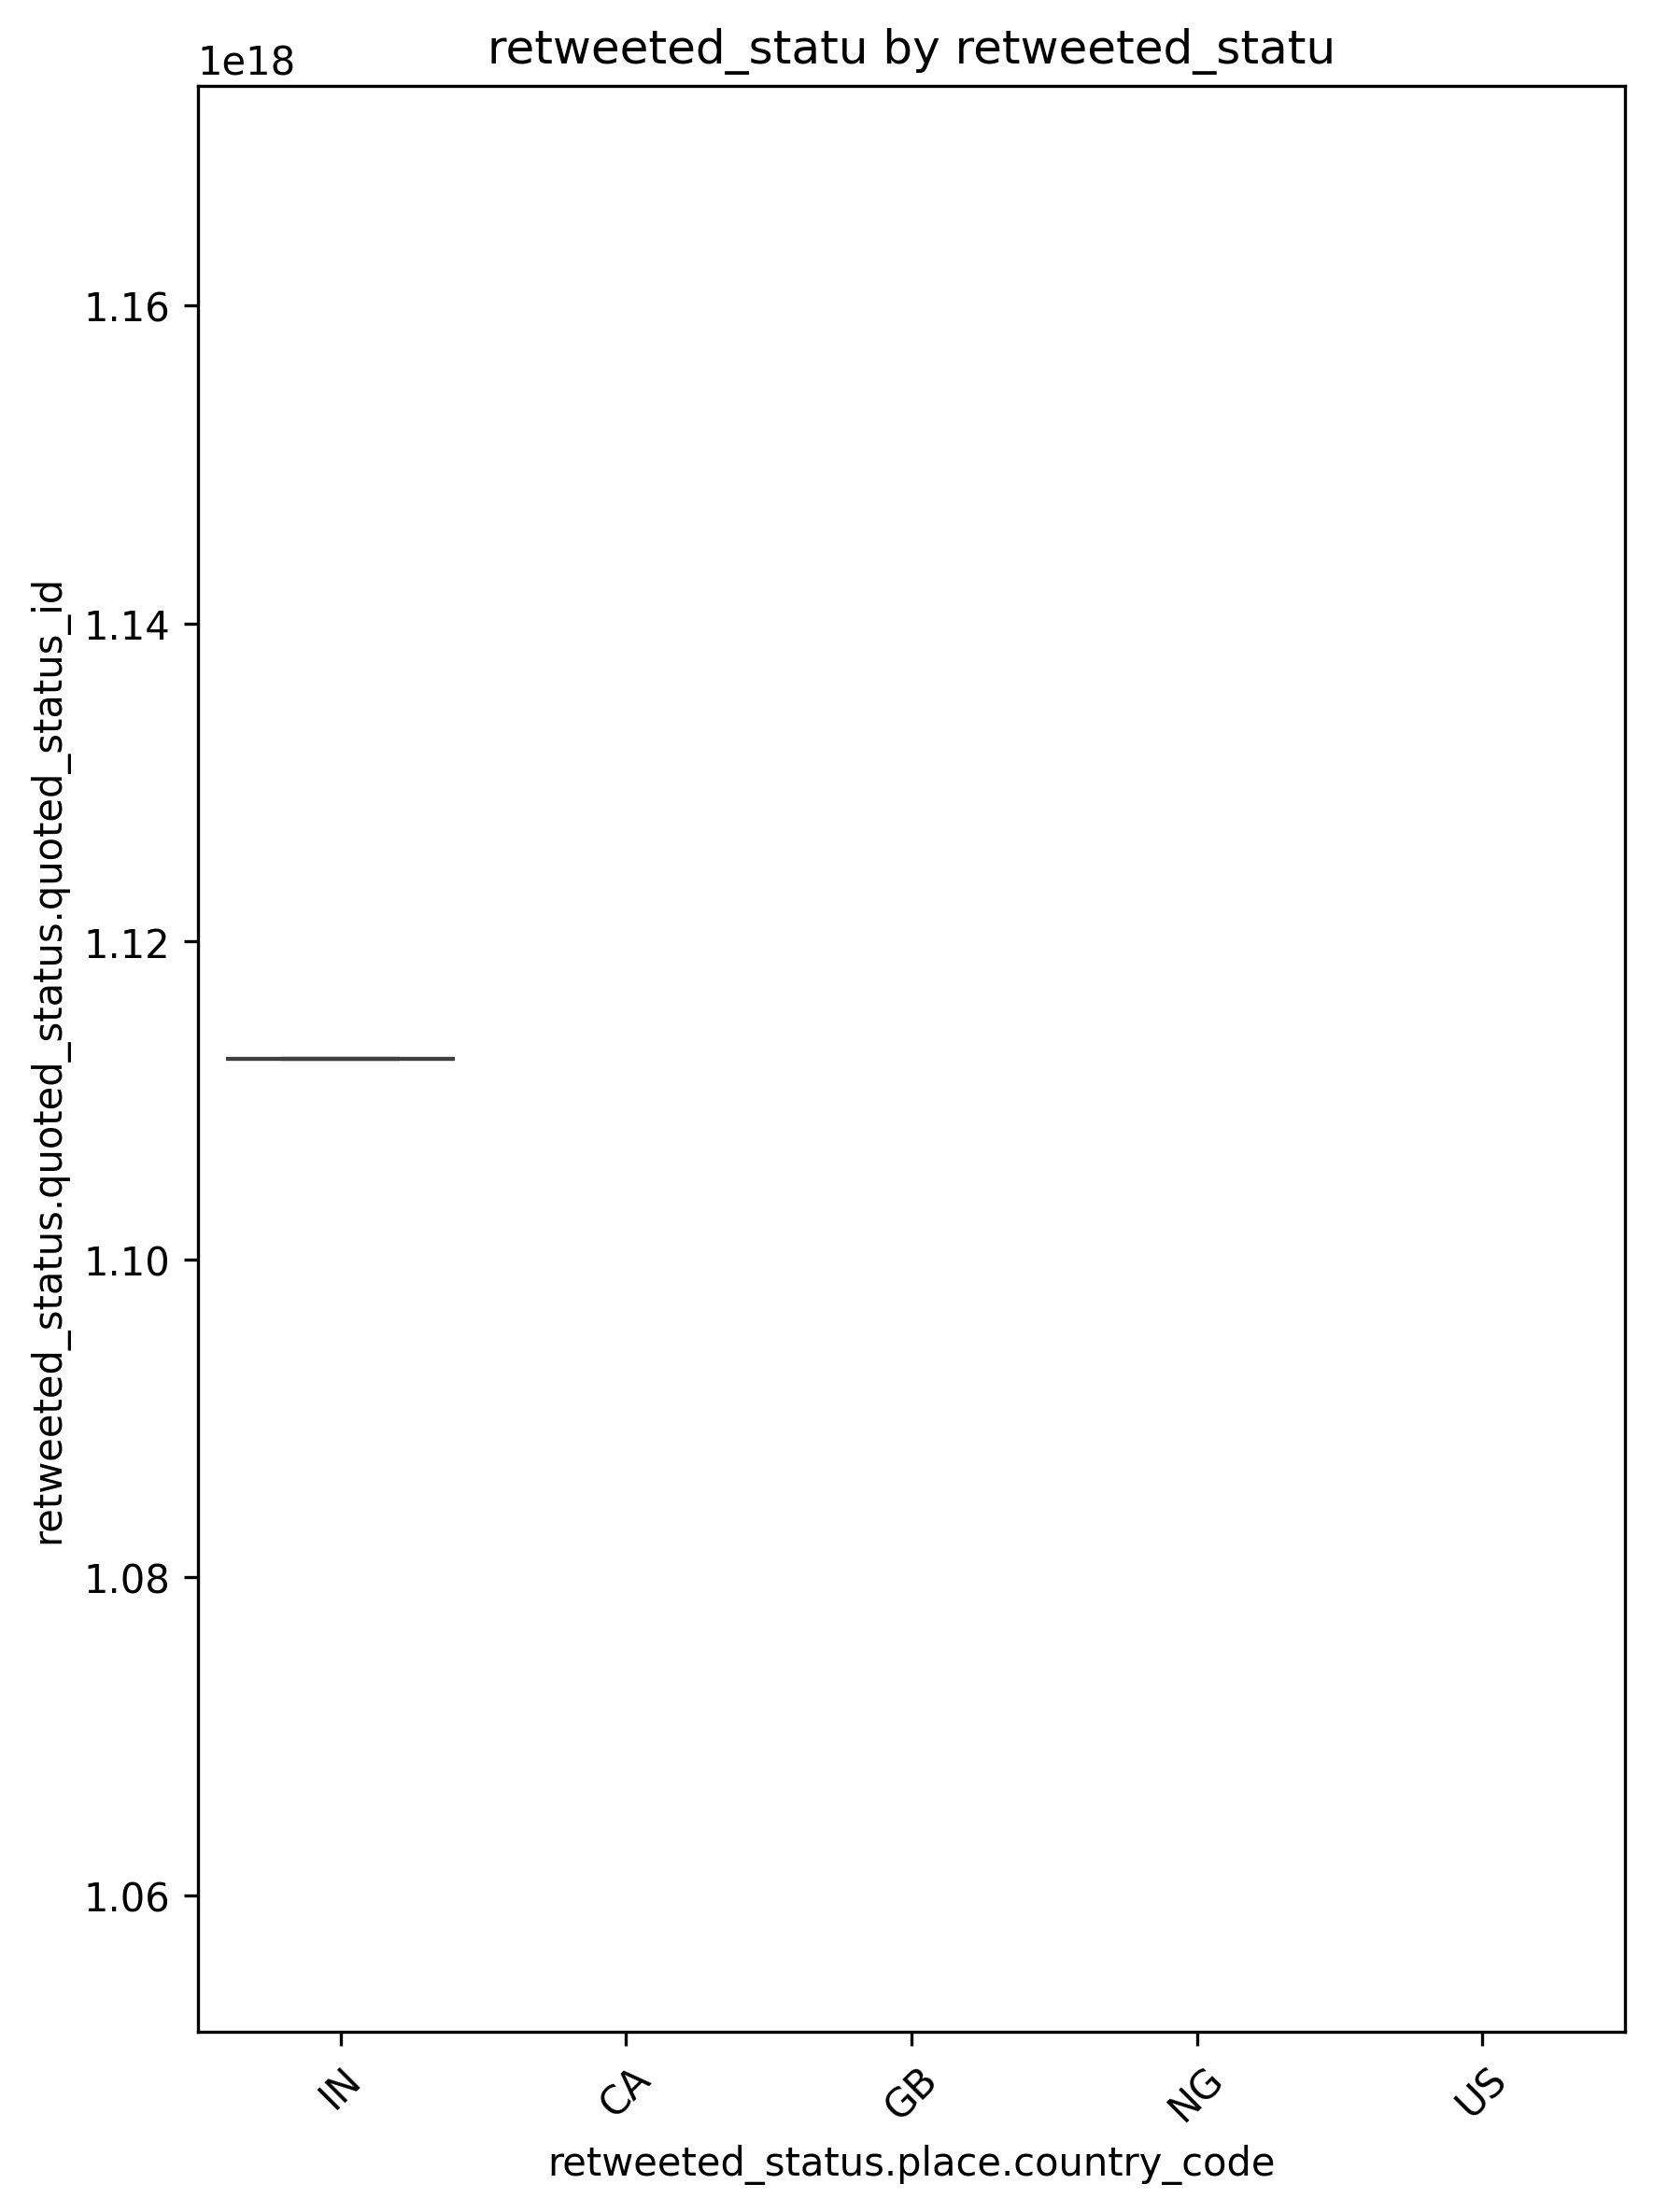 retweeted_statu by retweeted_statu
1e18
1.16
1.14
1.12
1.10
1.08
1.06
retweeted_status.quoted_status.quoted_status_id
IN
CA
GB
NG
US
retweeted_status.place.country_code